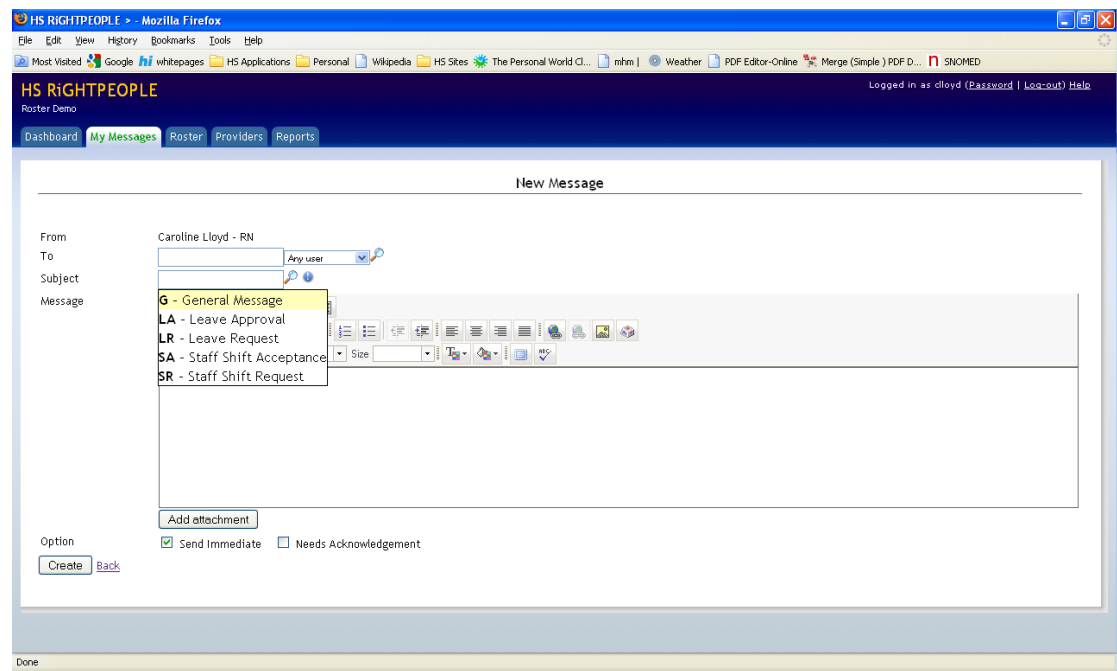 HS RiGHTPEOPLE > - Mozilla Firefox
File Edit View History Bookmarks Tools Help
Most Visited Google hi whitepages HS Applications Personal Wikipedia HS Sites The Personal World Cl... mhm | Weather PDF Editor-Online Merge (Simple ) PDF D... n SNOMED
HS RiGHTPEOPLE
Logged in as clloyd (Password | Log-out) Help
Roster Demo
Dashboard My Messages Roster Providers Reports
New Message
From Caroline Lloyd - RN
To Any user
Subject
Message
G - General Message
LA - Leave Approval
LR - Leave Request
SA - Staff Shift Acceptance Size
SR - Staff Shift Request
Add attachment
Option Send Immediate Needs Acknowledgement
Create Back
Done